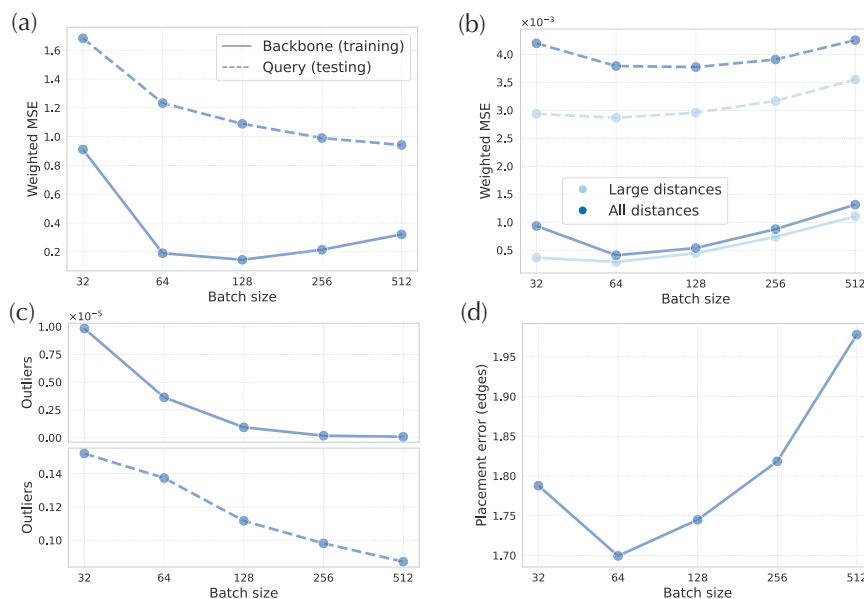 (a)
Weighted MSE
1.6
1.4
1.2
1.0
0.8
0.6
0.4
0.2
Backbone (training)
Query (testing)
32 64 128 256 512
Batch size
(b)
×10⁻³
Weighted MSE
4.0
3.5
3.0
2.5
2.0
1.5
1.0
0.5
Large distances
All distances
32 64 128 256 512
Batch size
(c)
×10⁻⁵
Outliers
1.00
0.75
0.50
0.25
0.00
Outliers
0.14
0.12
0.10
32 64 128 256 512
Batch size
(d)
Placement error (edges)
1.95
1.90
1.85
1.80
1.75
1.70
32 64 128 256 512
Batch size